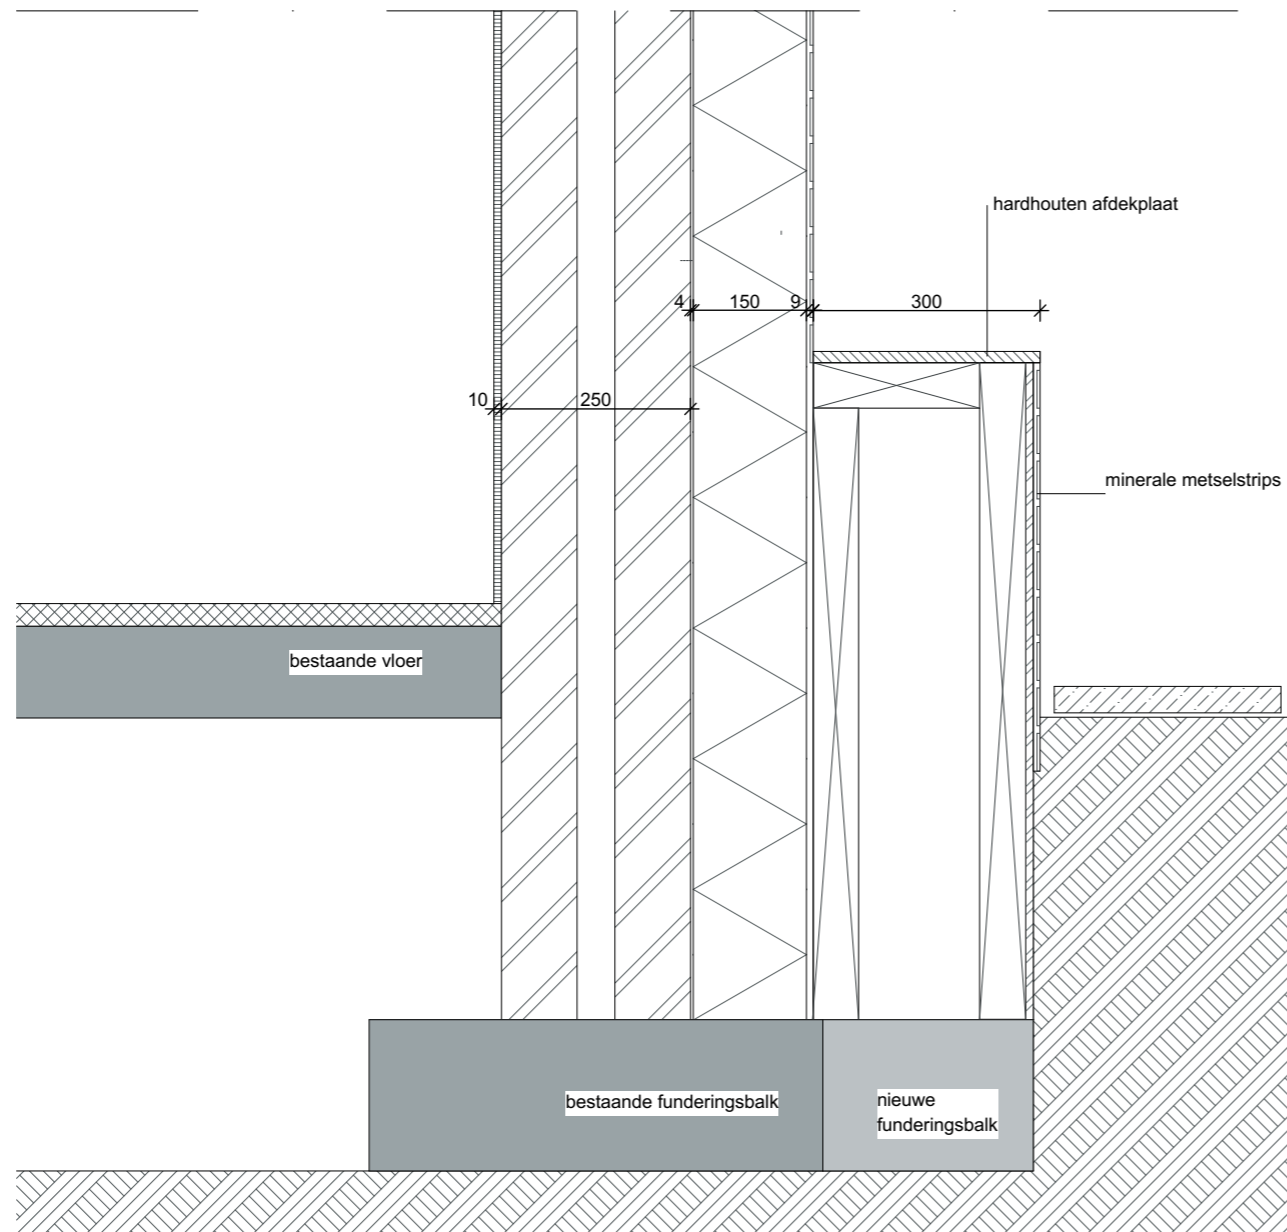 hardhouten afdekplaat
4 150 9 300
10 250
minerale metselstrips
bestaande vloer
bestaande funderingsbalk
nieuwe
funderingsbalk